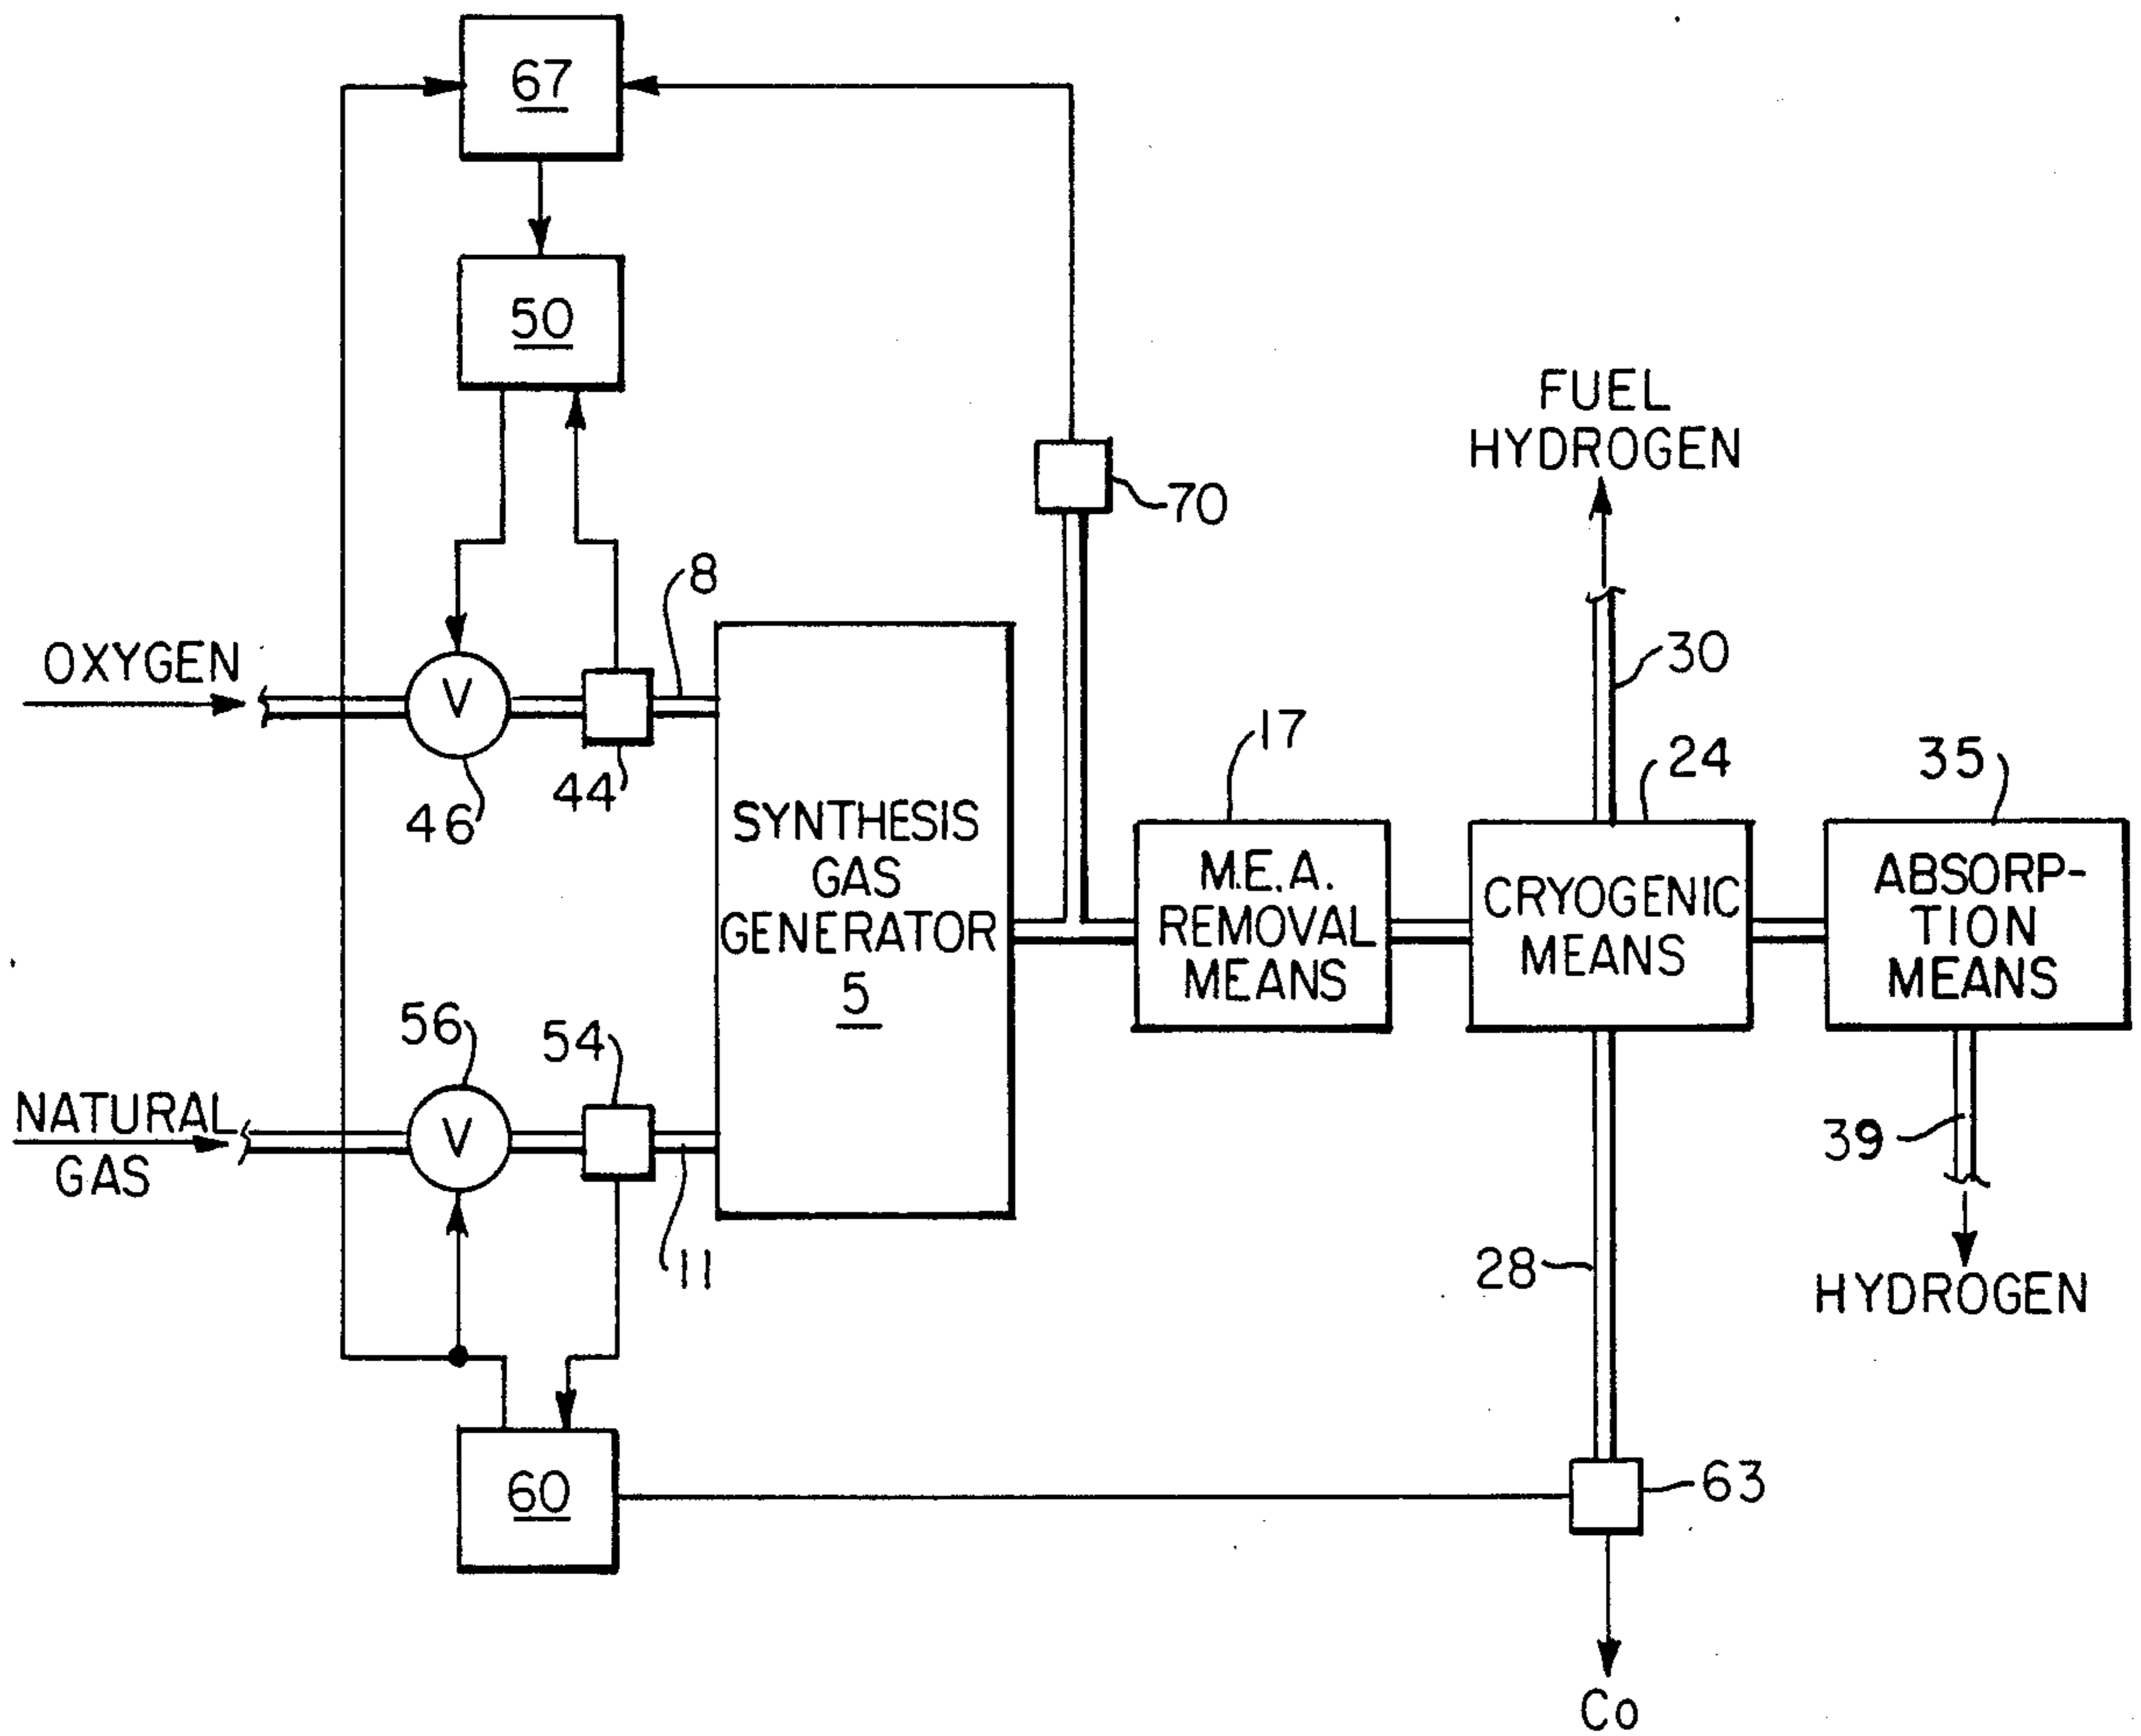 67
50
FUEL
HYDROGEN
70
8
OXYGEN
V
30
17
24
35
44
46
SYNTHESIS
GAS
GENERATOR
5
M.E.A.
REMOVAL
MEANS
CRYOGENIC
MEANS
ABSORP-
TION
MEANS
56
54
NATURAL
GAS
V
39
11
28
HYDROGEN
60
63
Co